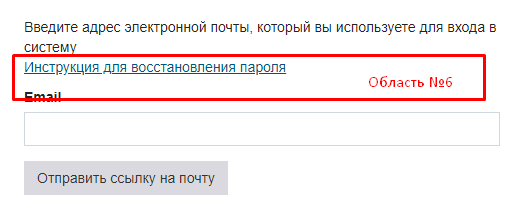 Введите адрес электронной почты, который вы используете для входа в
систему
Инструкция для восстановления пароля
Область №6
Email
Отправить ссылку на почту